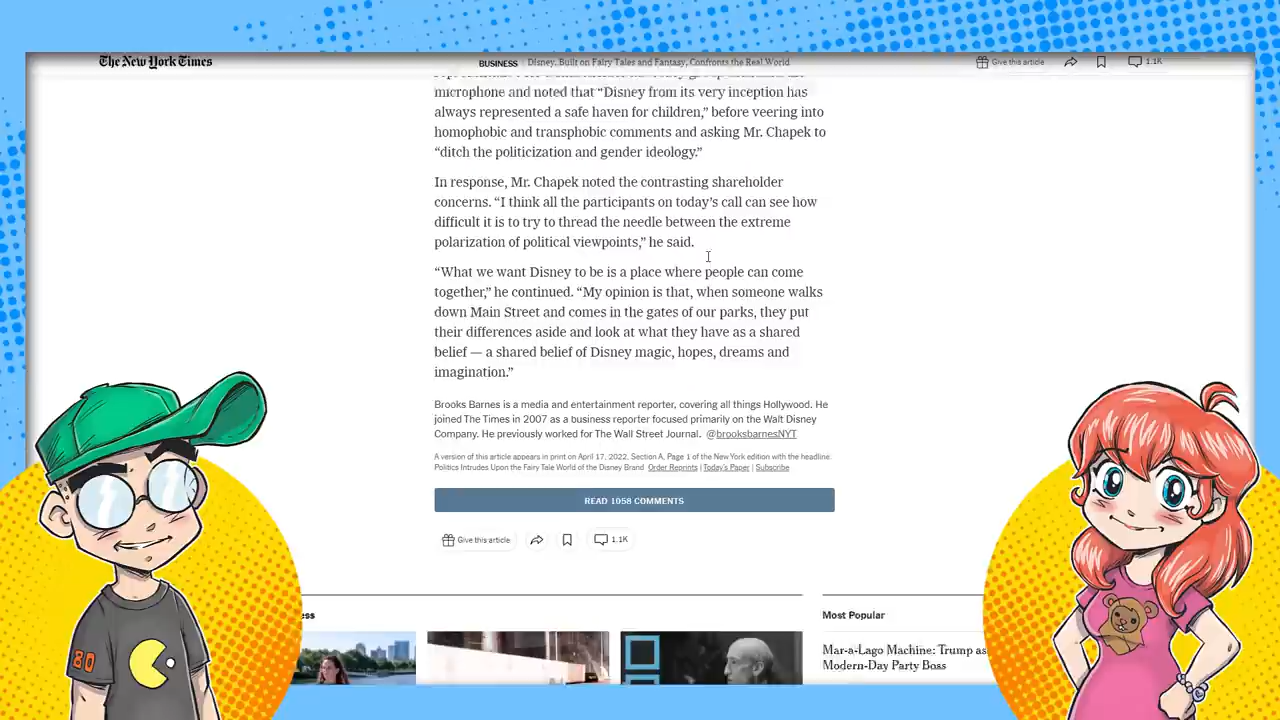 The New York Times
BUSINESS
Disney, Built on Fairy Tales and Fantasy, Confronts the Real World
Give this article
1.1K
microphone and noted that “Disney from its very inception has
always represented a safe haven for children,” before veering into
homophobic and transphobic comments and asking Mr. Chapek to
“ditch the politicization and gender ideology.”
In response, Mr. Chapek noted the contrasting shareholder
concerns. “I think all the participants on today’s call can see how
difficult it is to try to thread the needle between the extreme
polarization of political viewpoints,” he said.
“What we want Disney to be is a place where people can come
together,” he continued. “My opinion is that, when someone walks
down Main Street and comes in the gates of our parks, they put
their differences aside and look at what they have as a shared
belief — a shared belief of Disney magic, hopes, dreams and
imagination.”
Brooks Barnes is a media and entertainment reporter, covering all things Hollywood. He
joined The Times in 2007 as a business reporter focused primarily on the Walt Disney
Company. He previously worked for The Wall Street Journal. @brooksbarnesNYT
A version of this article appears in print on April 17, 2022, Section A, Page 1 of the New York edition with the headline:
Politics Intrudes Upon the Fairy Tale World of the Disney Brand Order Reprints | Today’s Paper | Subscribe
READ 1058 COMMENTS
Give this article
1.1K
ess
Most Popular
Mar-a-Lago Machine: Trump as
Modern-Day Party Boss
80